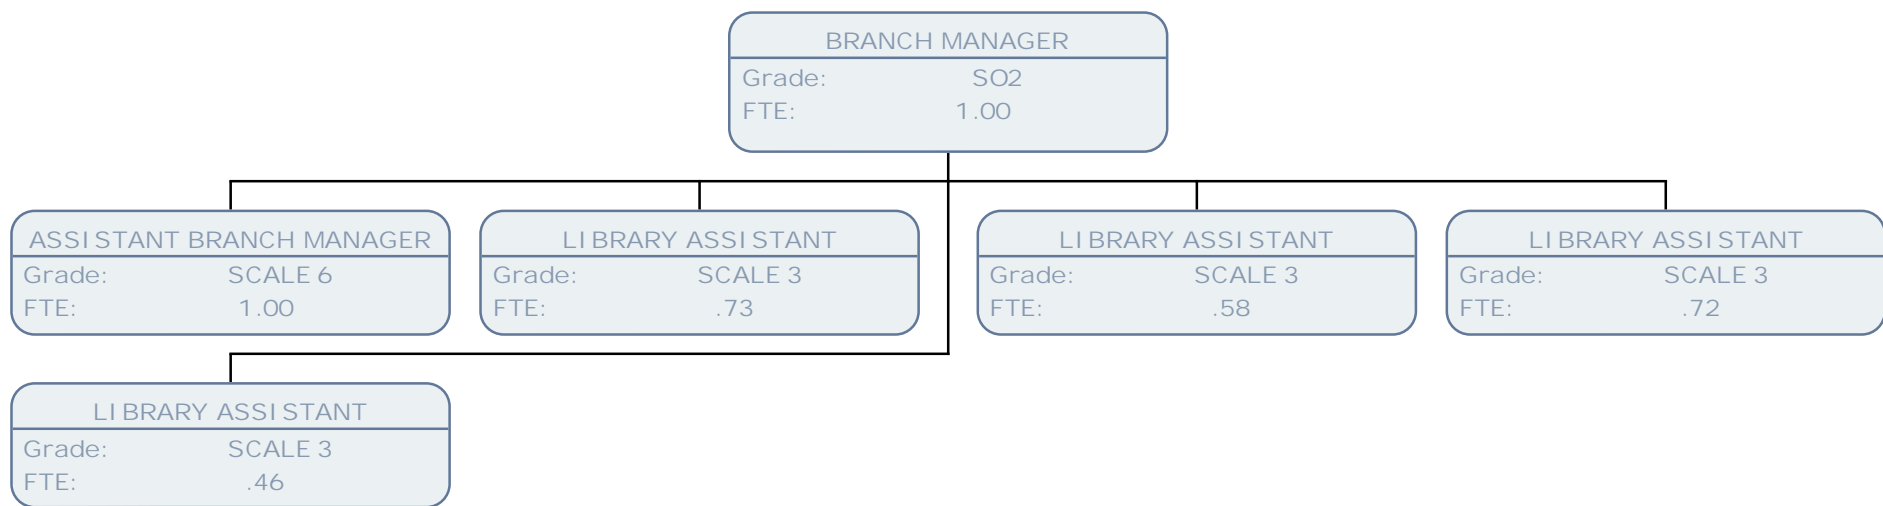 BRANCH MANAGER
Grade: SO2
FTE: 1.00
ASSISTANT BRANCH MANAGER
Grade: SCALE 6
FTE: 1.00
LIBRARY ASSISTANT
Grade: SCALE 3
FTE: .73
LIBRARY ASSISTANT
Grade: SCALE 3
FTE: .58
LIBRARY ASSISTANT
Grade: SCALE 3
FTE: .72
LIBRARY ASSISTANT
Grade: SCALE 3
FTE: .46